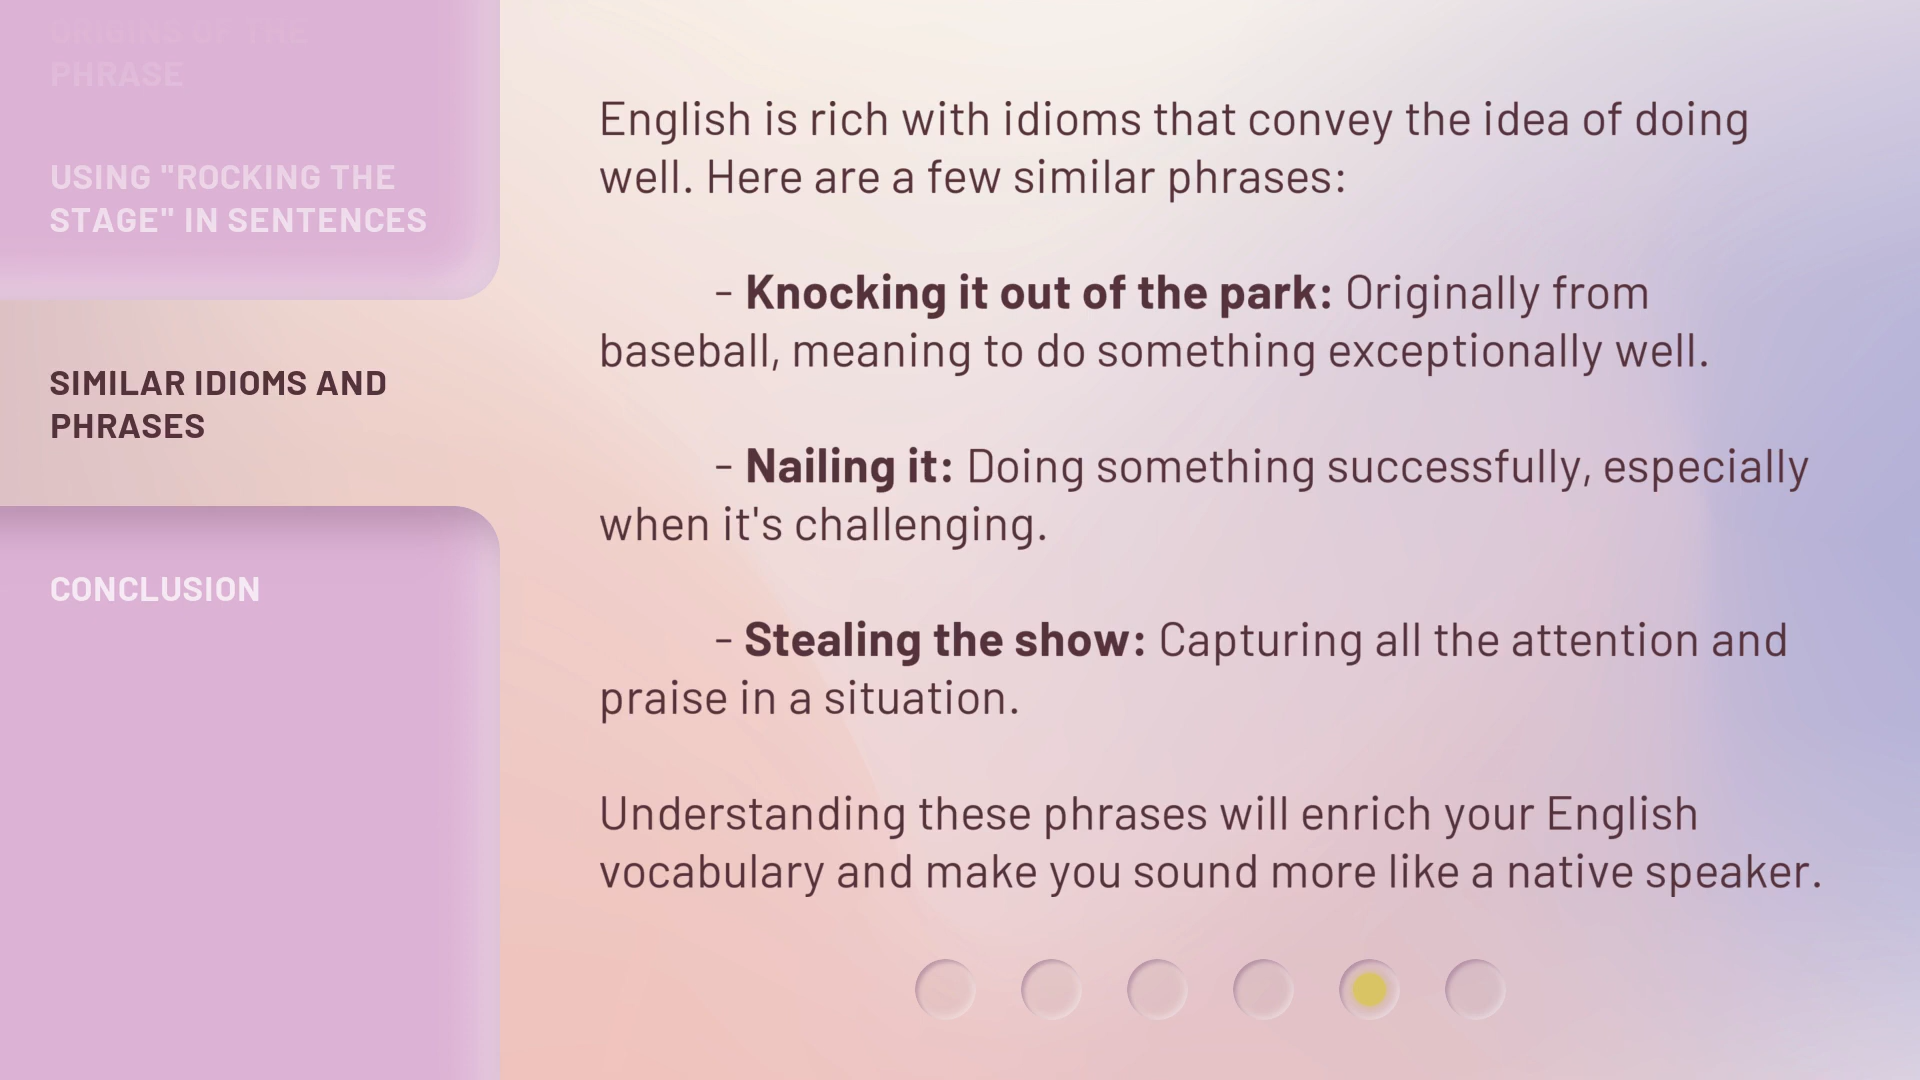 ORIGINS OF THE
PHRASE
USING "ROCKING THE
STAGE" IN SENTENCES
SIMILAR IDIOMS AND
PHRASES
CONCLUSION
English is rich with idioms that convey the idea of doing
well. Here are a few similar phrases:
- Knocking it out of the park: Originally from
baseball, meaning to do something exceptionally well.
- Nailing it: Doing something successfully, especially
when it's challenging.
- Stealing the show: Capturing all the attention and
praise in a situation.
Understanding these phrases will enrich your English
vocabulary and make you sound more like a native speaker.